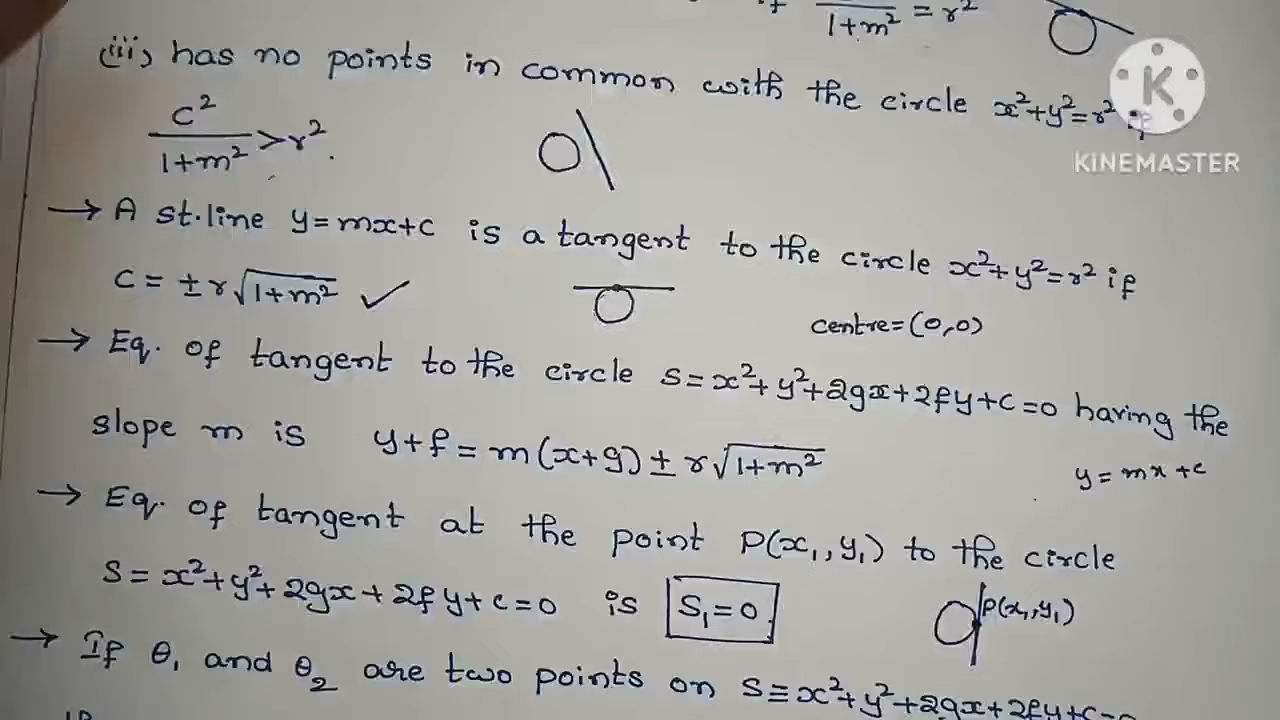 if 1+m² = r²
(iii) has no points in common with the circle x²+y²=r² if
c²/1+m² > r².
→ A st.line y=mx+c is a tangent to the circle x²+y²=r² if
c = ±r√1+m² ✓
centre=(0,0)
→ Eq. of tangent to the circle S=x²+y²+2gx+2fy+c=0 having the
slope m is y+f = m(x+g) ± r√1+m²
y = mx+c
→ Eq. of tangent at the point P(x₁,y₁) to the circle
S = x²+y²+2gx+2fy+c=0 is S₁=0
P(x₁,y₁)
→ If θ₁ and θ₂ are two points on S≡x²+y²+2gx+2fy+c=0
K
KINEMASTER